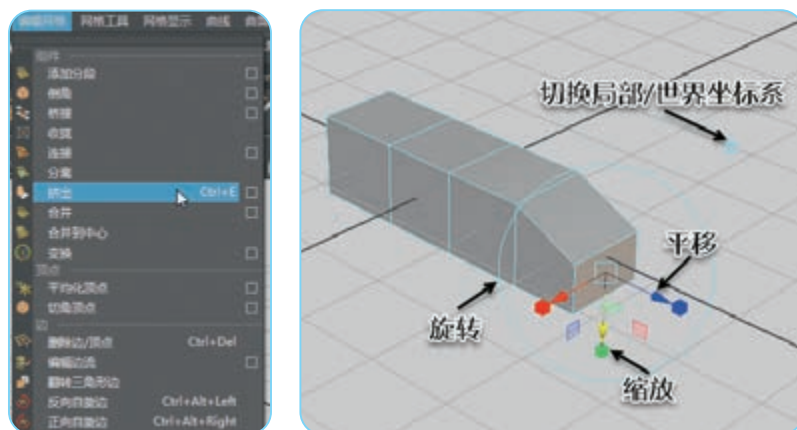 编辑网格 网格工具 网格显示 曲线 曲面
组件
添加分段
倒角
桥接
收拢
连接
分离
挤出 Ctrl+E
合并
合并到中心
变换
顶点
平均化顶点
切角顶点
边
删除边/顶点 Ctrl+Del
编辑边流
翻转三角形边
反向自旋边 Ctrl+Alt+Left
正向自旋边 Ctrl+Alt+Right
切换局部/世界坐标系
平移
旋转
缩放